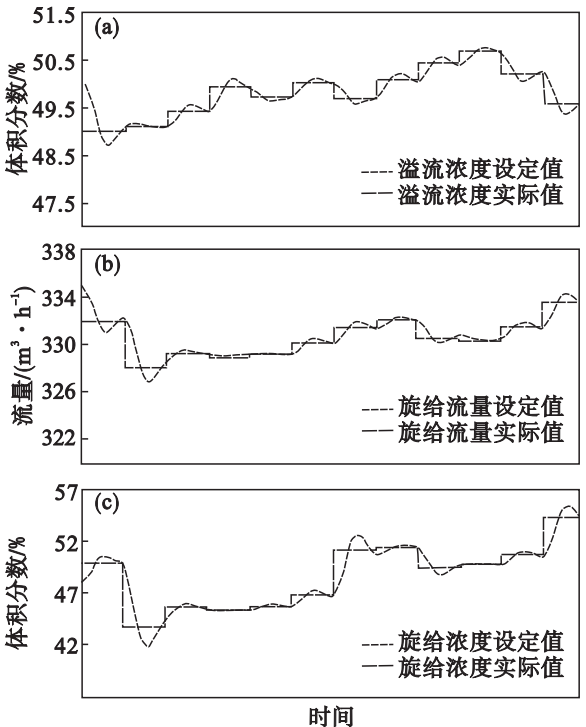 (a)
51.5
50.5
49.5
48.5
47.5
体积分数/%
溢流浓度设定值
溢流浓度实际值
(b)
338
334
330
326
322
流量/(m³·h⁻¹)
旋给流量设定值
旋给流量实际值
(c)
57
52
47
42
体积分数/%
旋给浓度设定值
旋给浓度实际值
时间